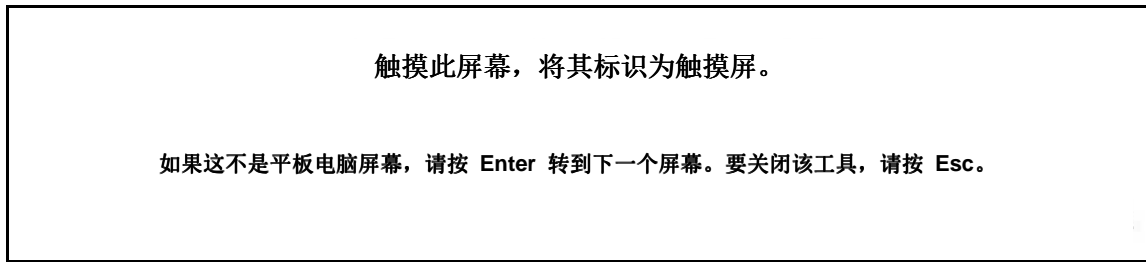 触摸此屏幕，将其标识为触摸屏。
如果这不是平板电脑屏幕，请按 Enter 转到下一个屏幕。要关闭该工具，请按 Esc。